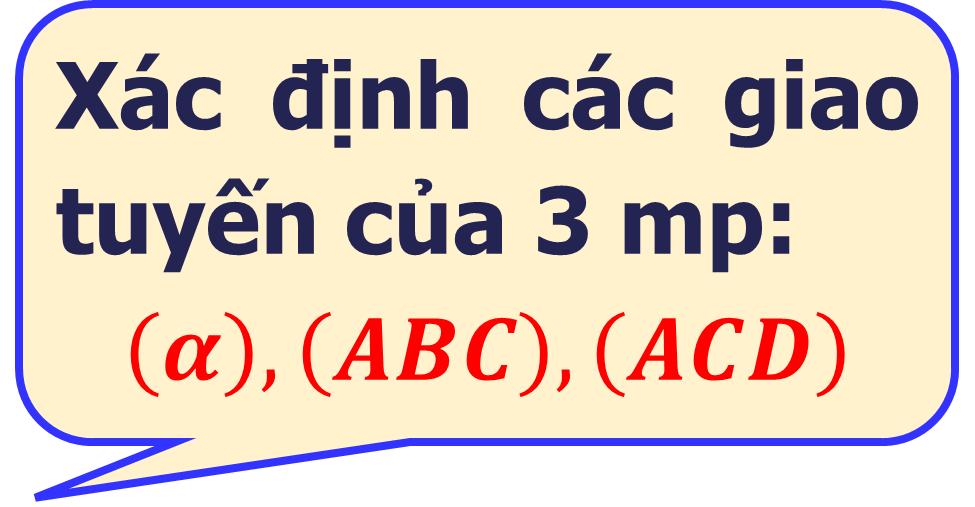 Xác định các giao
tuyến của 3 mp:
(α), (ABC), (ACD)